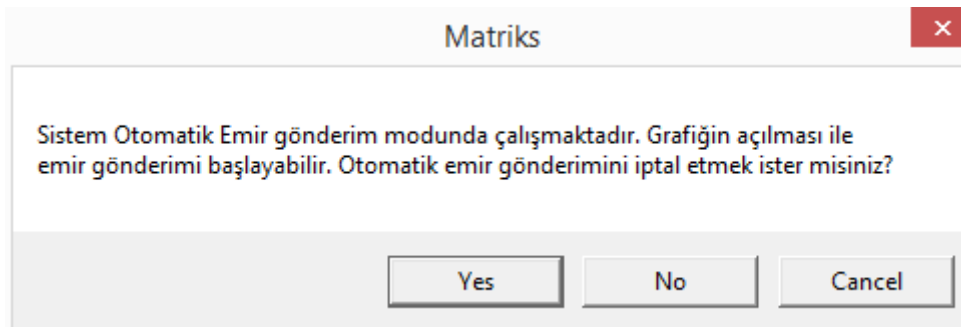 Matriks
Sistem Otomatik Emir gönderim modunda çalışmaktadır. Grafiğin açılması ile
emir gönderimi başlayabilir. Otomatik emir gönderimini iptal etmek ister misiniz?
Yes No Cancel